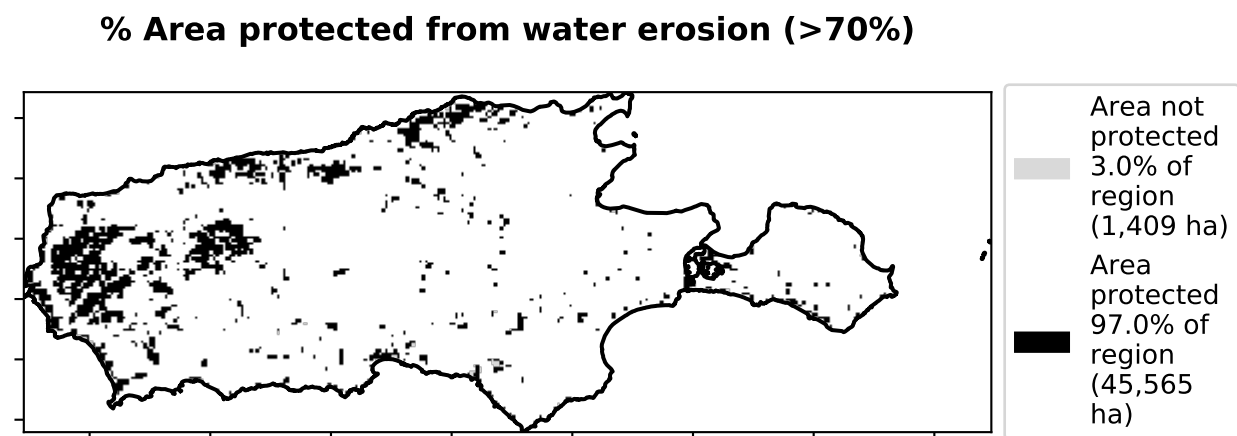 % Area protected from water erosion (>70%)
Area not
protected
3.0% of
region
(1,409 ha)
Area
protected
97.0% of
region
(45,565
ha)